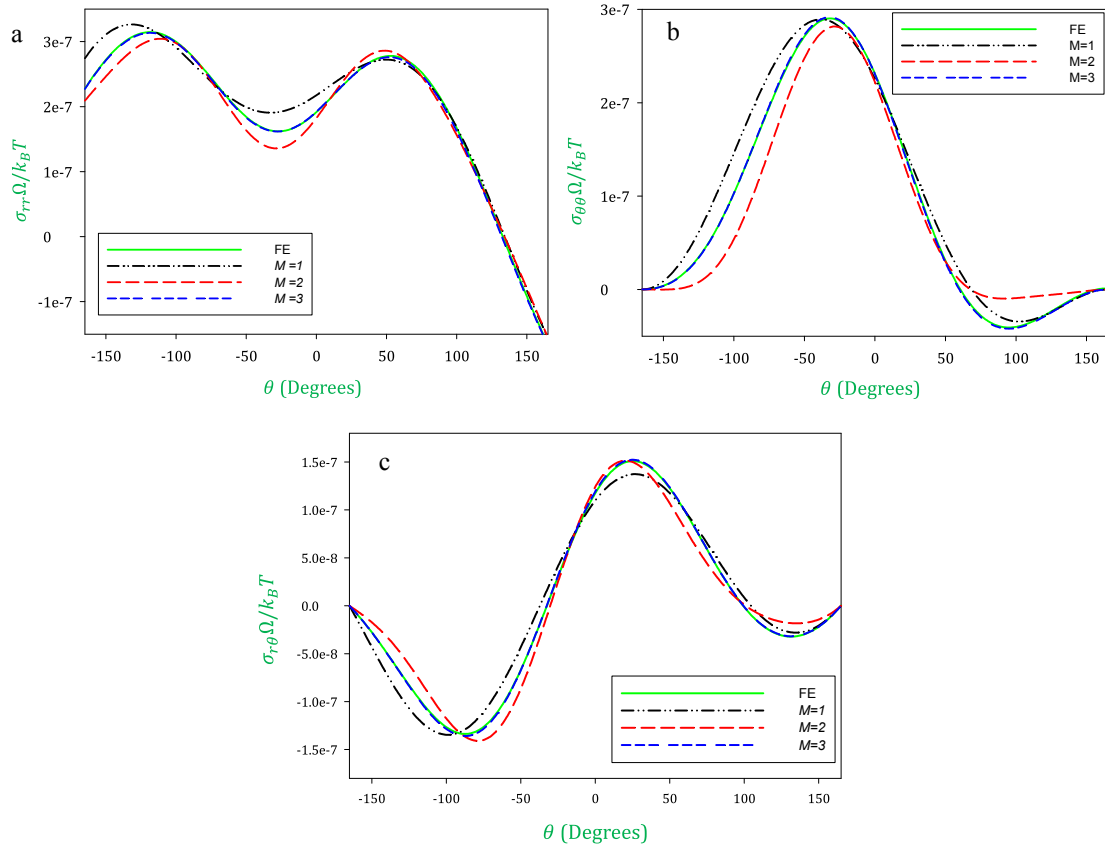 a
3e-7
2e-7
1e-7
0
-1e-7
σrrΩ/kBT
FE
M=1
M=2
M=3
-150 -100 -50 0 50 100 150
θ (Degrees)
b
3e-7
2e-7
1e-7
0
σθθΩ/kBT
FE
M=1
M=2
M=3
-150 -100 -50 0 50 100 150
θ (Degrees)
c
1.5e-7
1.0e-7
5.0e-8
0.0
-5.0e-8
-1.0e-7
-1.5e-7
σrθΩ/kBT
FE
M=1
M=2
M=3
-150 -100 -50 0 50 100 150
θ (Degrees)